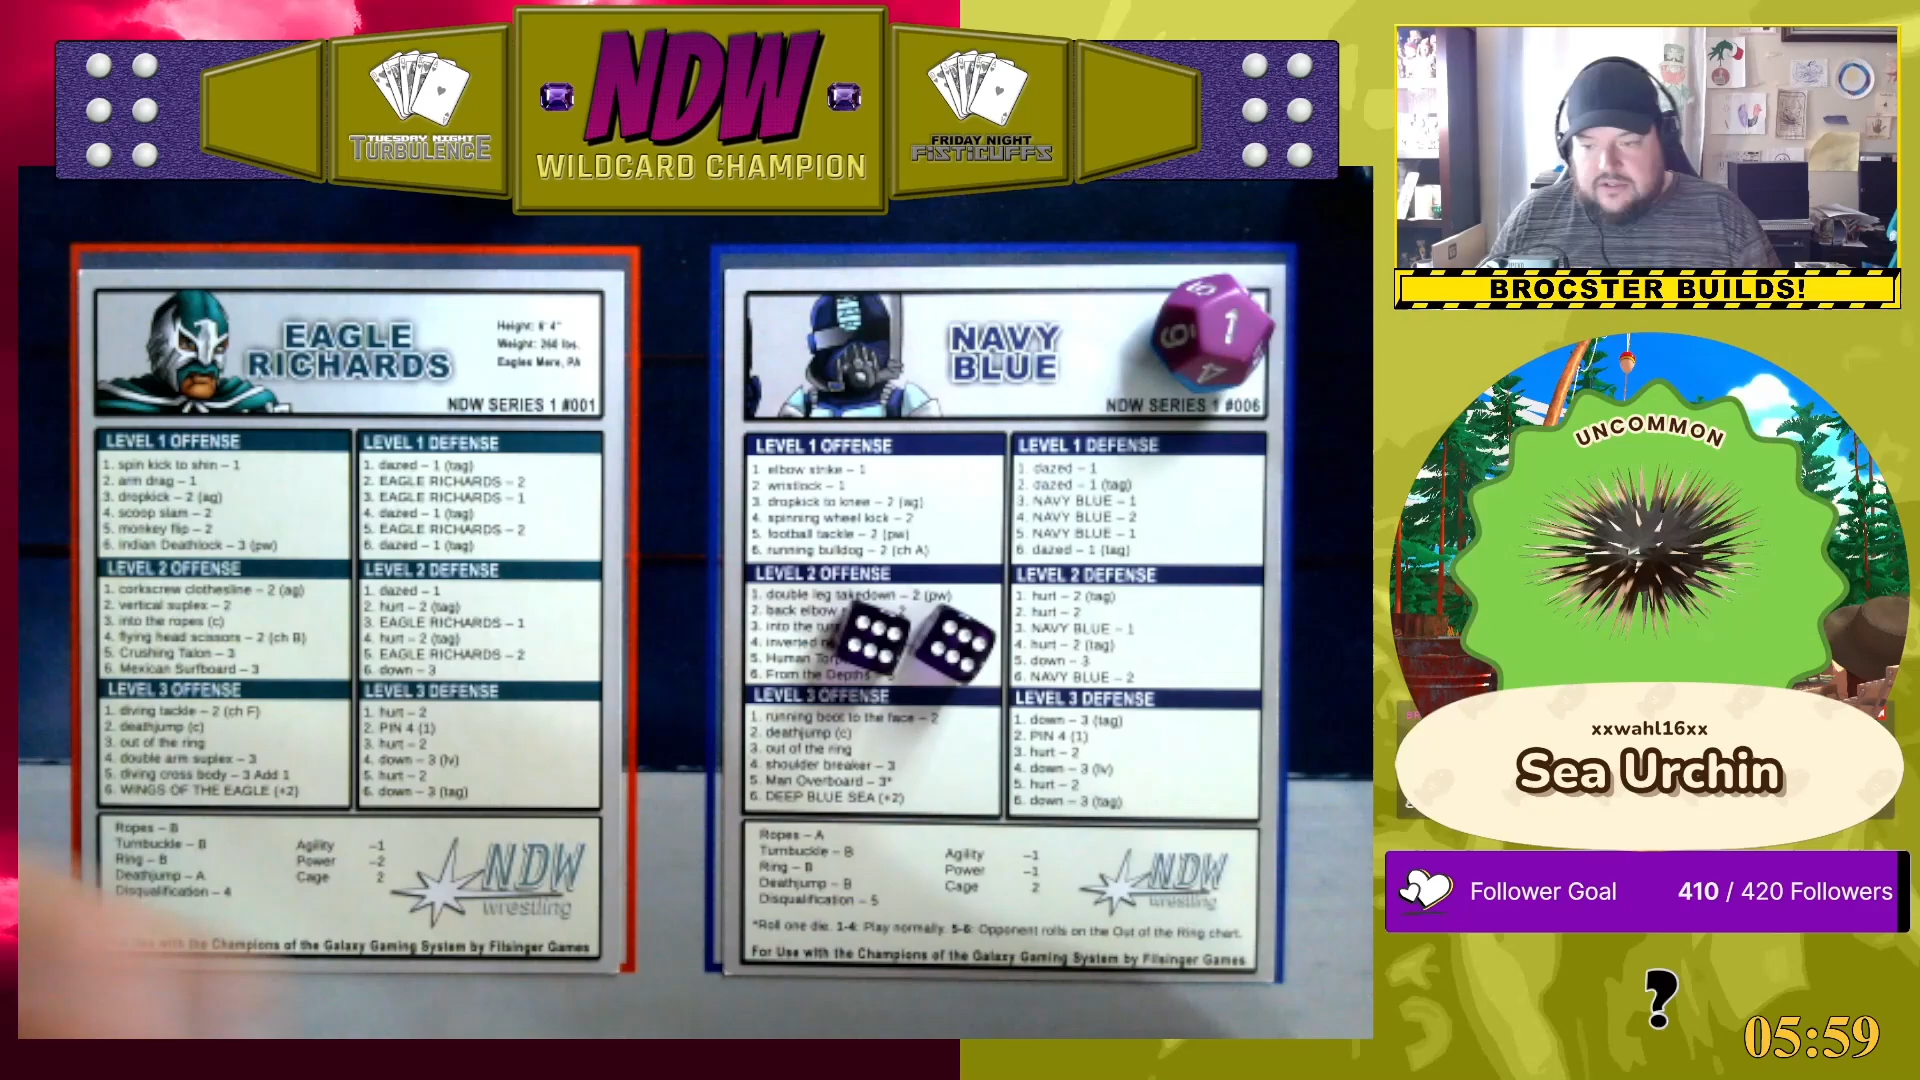 TUESDAY NIGHT
TURBULENCE
NDW
WILDCARD CHAMPION
FRIDAY NIGHT
FISTICUFFS
BROCSTER BUILDS!
EAGLE
RICHARDS
Height: 6' 4"
Weight: 260 lbs.
Eagles Mere, PA
NDW SERIES 1 #001
LEVEL 1 OFFENSE
1. spin kick to shin – 1
2. arm drag – 1
3. dropkick – 2 (ag)
4. scoop slam – 2
5. monkey flip – 2
6. Indian Deathlock – 3 (pw)
LEVEL 1 DEFENSE
1. dazed – 1 (tag)
2. EAGLE RICHARDS – 2
3. EAGLE RICHARDS – 1
4. dazed – 1 (tag)
5. EAGLE RICHARDS – 2
6. dazed – 1 (tag)
LEVEL 2 OFFENSE
1. corkscrew clothesline – 2 (ag)
2. vertical suplex – 2
3. into the ropes (c)
4. flying head scissors – 2 (ch B)
5. Crushing Talon – 3
6. Mexican Surfboard – 3
LEVEL 2 DEFENSE
1. dazed – 1
2. hurt – 2 (tag)
3. EAGLE RICHARDS – 1
4. hurt – 2 (tag)
5. EAGLE RICHARDS – 2
6. down – 3
LEVEL 3 OFFENSE
1. diving tackle – 2 (ch F)
2. deathjump (c)
3. out of the ring
4. double arm suplex – 3
5. diving cross body – 3 Add 1
6. WINGS OF THE EAGLE (+2)
LEVEL 3 DEFENSE
1. hurt – 2
2. PIN 4 (1)
3. hurt – 2
4. down – 3 (lv)
5. hurt – 2
6. down – 3 (tag)
Ropes – B
Turnbuckle – B
Ring – B
Deathjump – A
Disqualification – 4
Agility –1
Power –2
Cage 2
NDW
wrestling
with the Champions of the Galaxy Gaming System by Filsinger Games
NAVY
BLUE
NDW SERIES 1 #006
6
9
1
4
LEVEL 1 OFFENSE
1. elbow strike – 1
2. wristlock – 1
3. dropkick to knee – 2 (ag)
4. spinning wheel kick – 2
5. football tackle – 2 (pw)
6. running bulldog – 2 (ch A)
LEVEL 1 DEFENSE
1. dazed – 1
2. dazed – 1 (tag)
3. NAVY BLUE – 1
4. NAVY BLUE – 2
5. NAVY BLUE – 1
6. dazed – 1 (tag)
LEVEL 2 OFFENSE
1. double leg takedown – 2 (pw)
2. back elbow
3. into the
4. inverted
5. Human
6. From the Depths
LEVEL 2 DEFENSE
1. hurt – 2 (tag)
2. hurt – 2
3. NAVY BLUE – 1
4. hurt – 2 (tag)
5. down – 3
6. NAVY BLUE – 2
LEVEL 3 OFFENSE
1. running boot to the face – 2
2. deathjump (c)
3. out of the ring
4. shoulder breaker – 3
5. Man Overboard – 3*
6. DEEP BLUE SEA (+2)
LEVEL 3 DEFENSE
1. down – 3 (tag)
2. PIN 4 (1)
3. hurt – 2
4. down – 3 (lv)
5. hurt – 2
6. down – 3 (tag)
Ropes – A
Turnbuckle – B
Ring – B
Deathjump – B
Disqualification – 5
Agility –1
Power –1
Cage 2
NDW
wrestling
*Roll one die. 1-4: Play normally. 5-6: Opponent rolls on the Out of the Ring chart.
For Use with the Champions of the Galaxy Gaming System by Filsinger Games
UNCOMMON
xxwahl16xx
Sea Urchin
Follower Goal 410 / 420 Followers
?
05:59